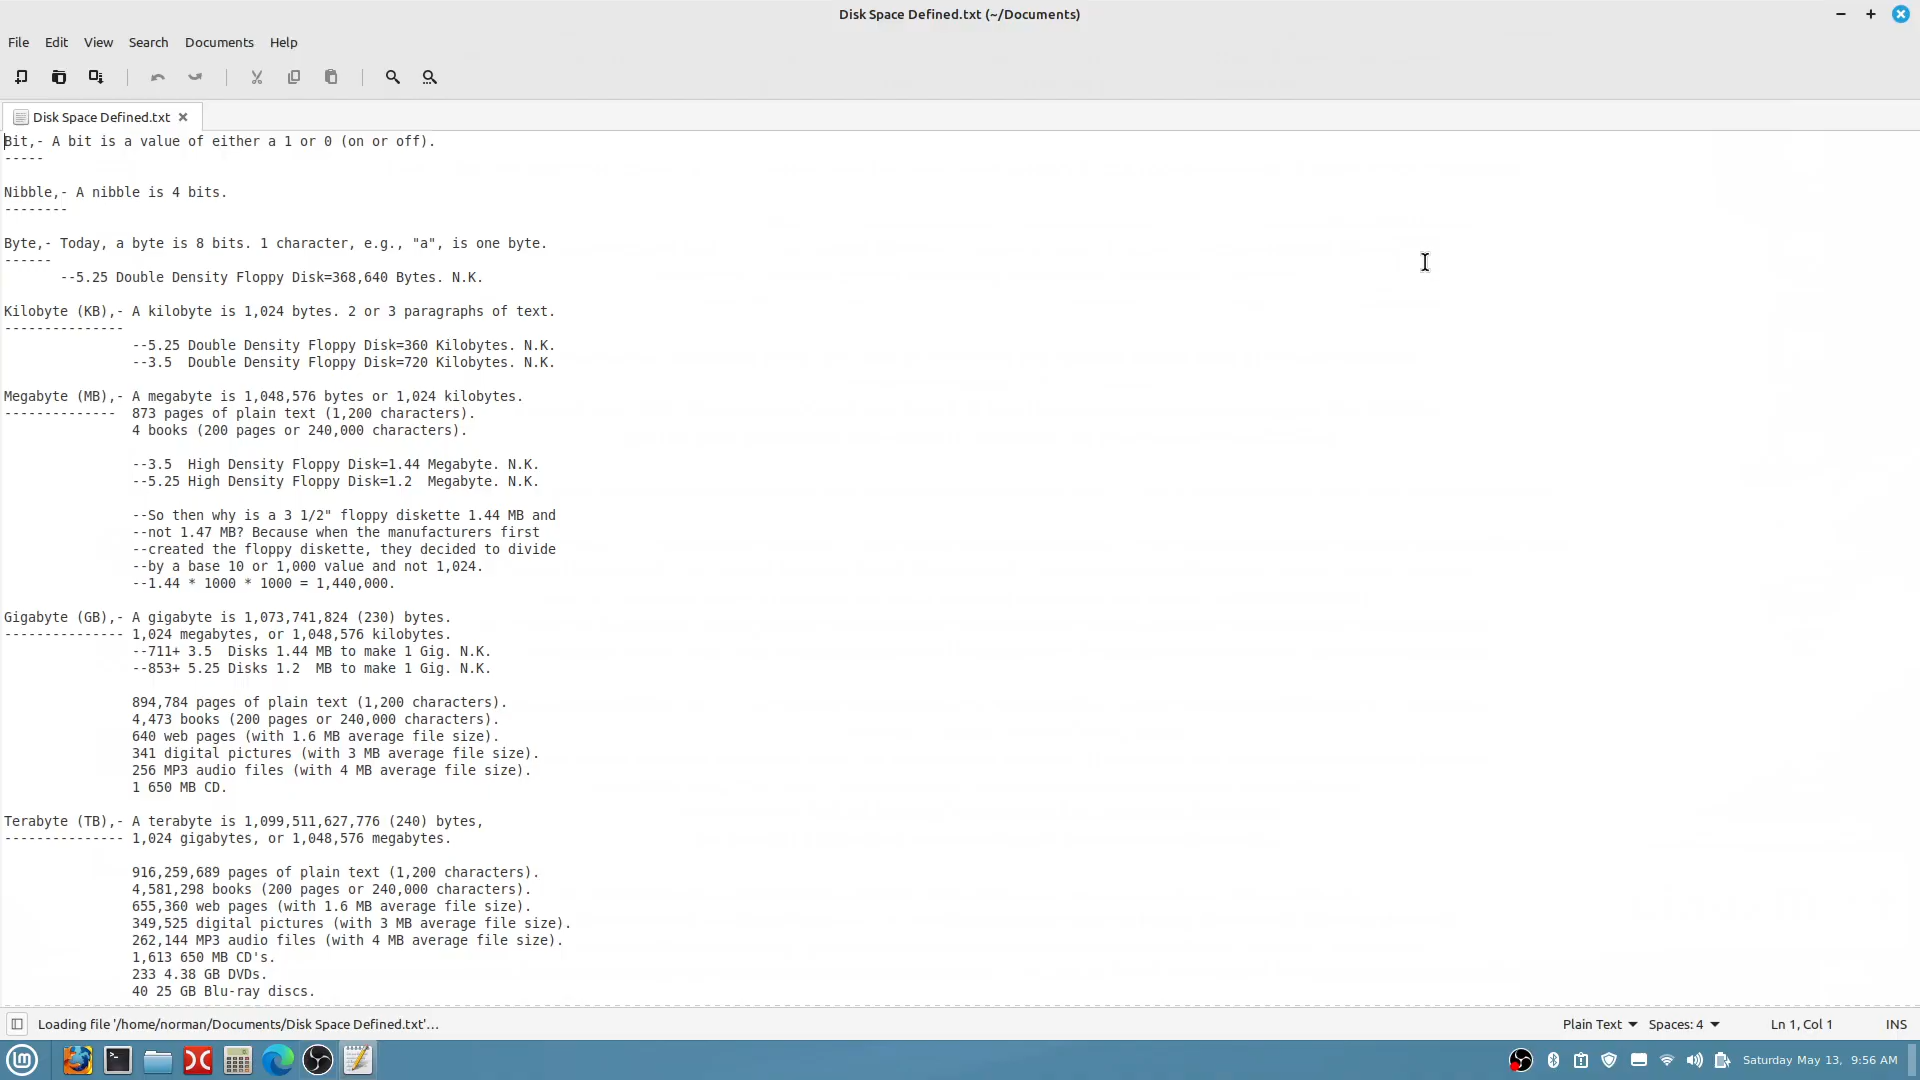 Disk Space Defined.txt (~/Documents)
File Edit View Search Documents Help
Disk Space Defined.txt
Bit,- A bit is a value of either a 1 or 0 (on or off).
-----
Nibble,- A nibble is 4 bits.
--------
Byte,- Today, a byte is 8 bits. 1 character, e.g., "a", is one byte.
------
--5.25 Double Density Floppy Disk=368,640 Bytes. N.K.
Kilobyte (KB),- A kilobyte is 1,024 bytes. 2 or 3 paragraphs of text.
---------------
--5.25 Double Density Floppy Disk=360 Kilobytes. N.K.
--3.5  Double Density Floppy Disk=720 Kilobytes. N.K.
Megabyte (MB),- A megabyte is 1,048,576 bytes or 1,024 kilobytes.
--------------  873 pages of plain text (1,200 characters).
4 books (200 pages or 240,000 characters).
--3.5  High Density Floppy Disk=1.44 Megabyte. N.K.
--5.25 High Density Floppy Disk=1.2  Megabyte. N.K.
--So then why is a 3 1/2" floppy diskette 1.44 MB and
--not 1.47 MB? Because when the manufacturers first
--created the floppy diskette, they decided to divide
--by a base 10 or 1,000 value and not 1,024.
--1.44 * 1000 * 1000 = 1,440,000.
Gigabyte (GB),- A gigabyte is 1,073,741,824 (230) bytes.
--------------- 1,024 megabytes, or 1,048,576 kilobytes.
--711+ 3.5  Disks 1.44 MB to make 1 Gig. N.K.
--853+ 5.25 Disks 1.2  MB to make 1 Gig. N.K.
894,784 pages of plain text (1,200 characters).
4,473 books (200 pages or 240,000 characters).
640 web pages (with 1.6 MB average file size).
341 digital pictures (with 3 MB average file size).
256 MP3 audio files (with 4 MB average file size).
1 650 MB CD.
Terabyte (TB),- A terabyte is 1,099,511,627,776 (240) bytes,
--------------- 1,024 gigabytes, or 1,048,576 megabytes.
916,259,689 pages of plain text (1,200 characters).
4,581,298 books (200 pages or 240,000 characters).
655,360 web pages (with 1.6 MB average file size).
349,525 digital pictures (with 3 MB average file size).
262,144 MP3 audio files (with 4 MB average file size).
1,613 650 MB CD's.
233 4.38 GB DVDs.
40 25 GB Blu-ray discs.
Loading file '/home/norman/Documents/Disk Space Defined.txt'… Plain Text Spaces: 4 Ln 1, Col 1 INS
Saturday May 13, 9:56 AM